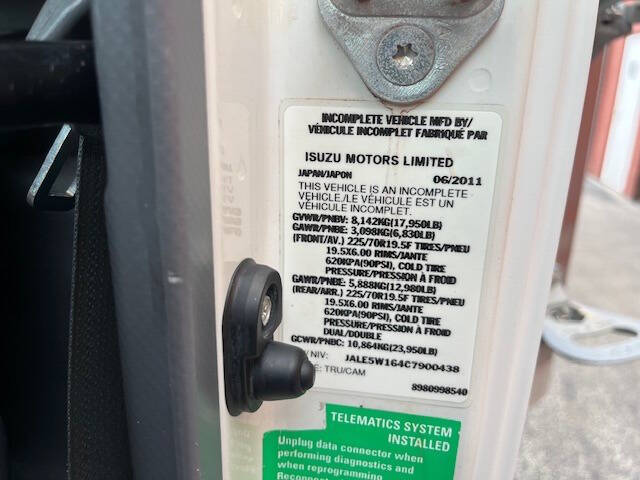 INCOMPLETE VEHICLE MFD BY/
VÉHICULE INCOMPLET FABRIQUÉ PAR
ISUZU MOTORS LIMITED
JAPAN/JAPON 06/2011
THIS VEHICLE IS AN INCOMPLETE
VEHICLE./LE VÉHICULE EST UN
VÉHICULE INCOMPLET.
GVWR/PNBV: 8,142KG(17,950LB)
GAWR/PNBE: 3,098KG(6,830LB)
(FRONT/AV.) 225/70R19.5F TIRES/PNEU
19.5X6.00 RIMS/JANTE
620KPA(90PSI), COLD TIRE
PRESSURE/PRESSION À FROID
GAWR/PNBE: 5,888KG(12,980LB)
(REAR/ARR.) 225/70R19.5F TIRES/PNEU
19.5X6.00 RIMS/JANTE
620KPA(90PSI), COLD TIRE
PRESSURE/PRESSION À FROID
DUAL/DOUBLE
GCWR/PNBC: 10,864KG(23,950LB)
/NIV: JALE5W164C7900438
: TRU/CAM
8980998540
TELEMATICS SYSTEM
INSTALLED
Unplug data connector when
performing diagnostics and
when reprogramming